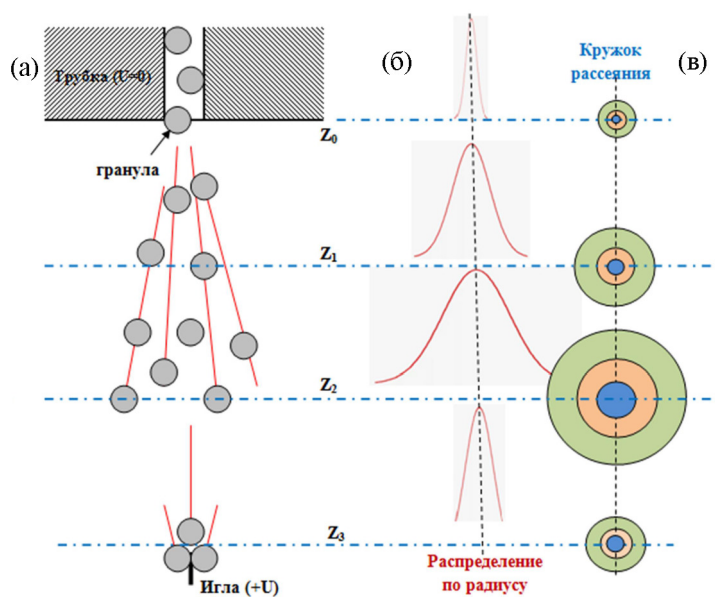 (а)
(б)
(в)
Трубка (U=0)
Кружок
рассеяния
Z0
гранула
Z1
Z2
Z3
Игла (+U)
Распределение
по радиусу